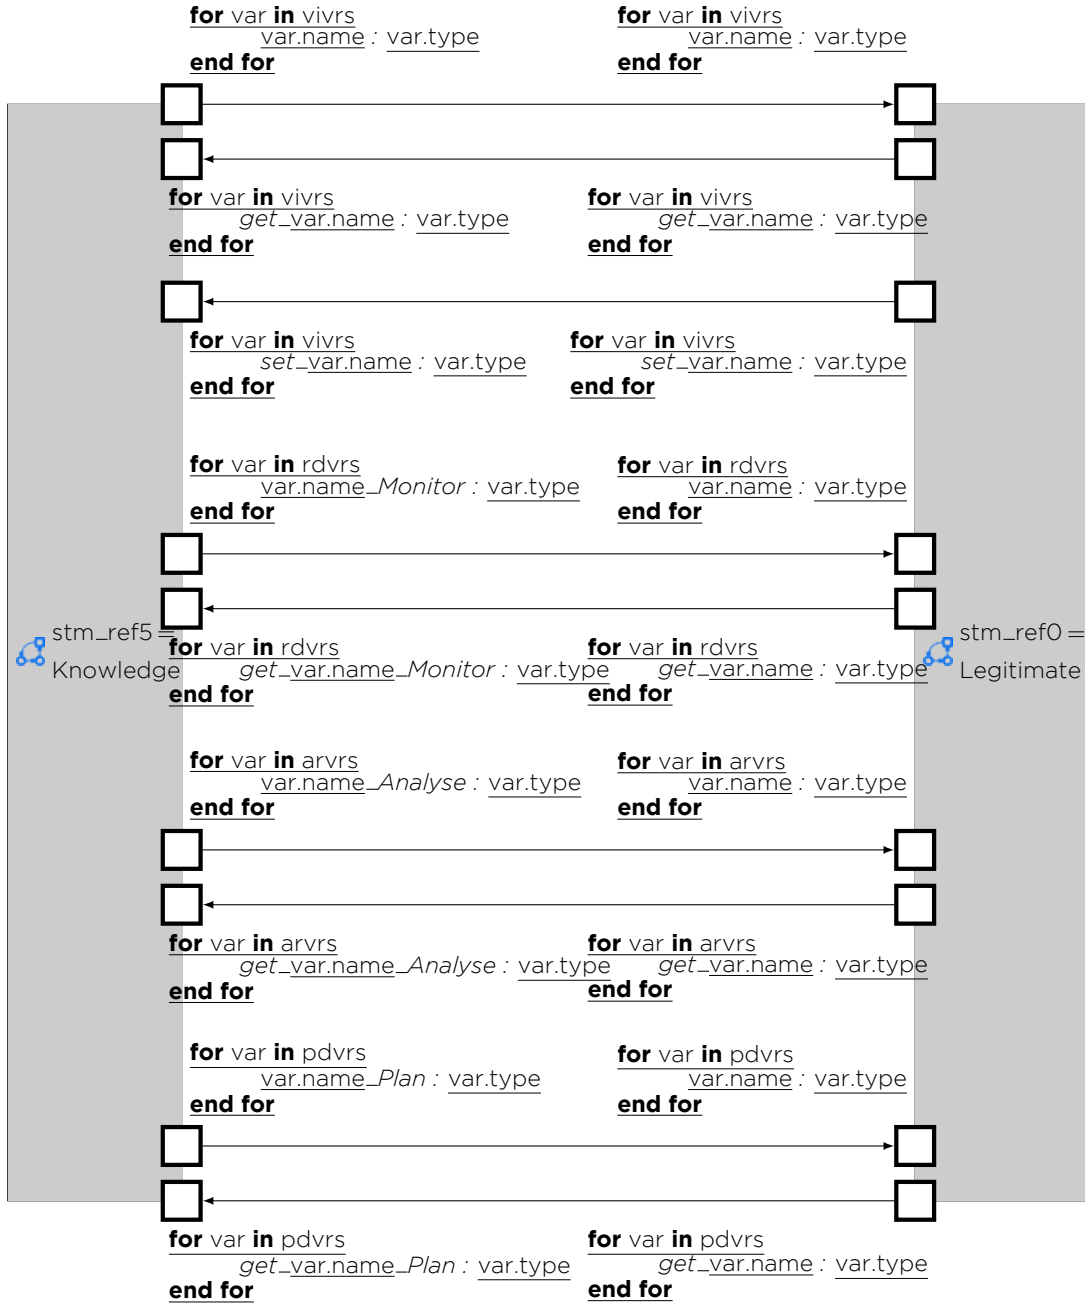 for var in vivrs
var.name : var.type
end for
for var in vivrs
var.name : var.type
end for
for var in vivrs
get_var.name : var.type
end for
for var in vivrs
get_var.name : var.type
end for
for var in vivrs
set_var.name : var.type
end for
for var in vivrs
set_var.name : var.type
end for
for var in rdvrs
var.name_Monitor : var.type
end for
for var in rdvrs
var.name : var.type
end for
stm_ref5 =
Knowledge
for var in rdvrs
get_var.name_Monitor : var.type
end for
for var in rdvrs
get_var.name : var.type
end for
stm_ref0 =
Legitimate
for var in arvrs
var.name_Analyse : var.type
end for
for var in arvrs
var.name : var.type
end for
for var in arvrs
get_var.name_Analyse : var.type
end for
for var in arvrs
get_var.name : var.type
end for
for var in pdvrs
var.name_Plan : var.type
end for
for var in pdvrs
var.name : var.type
end for
for var in pdvrs
get_var.name_Plan : var.type
end for
for var in pdvrs
get_var.name : var.type
end for